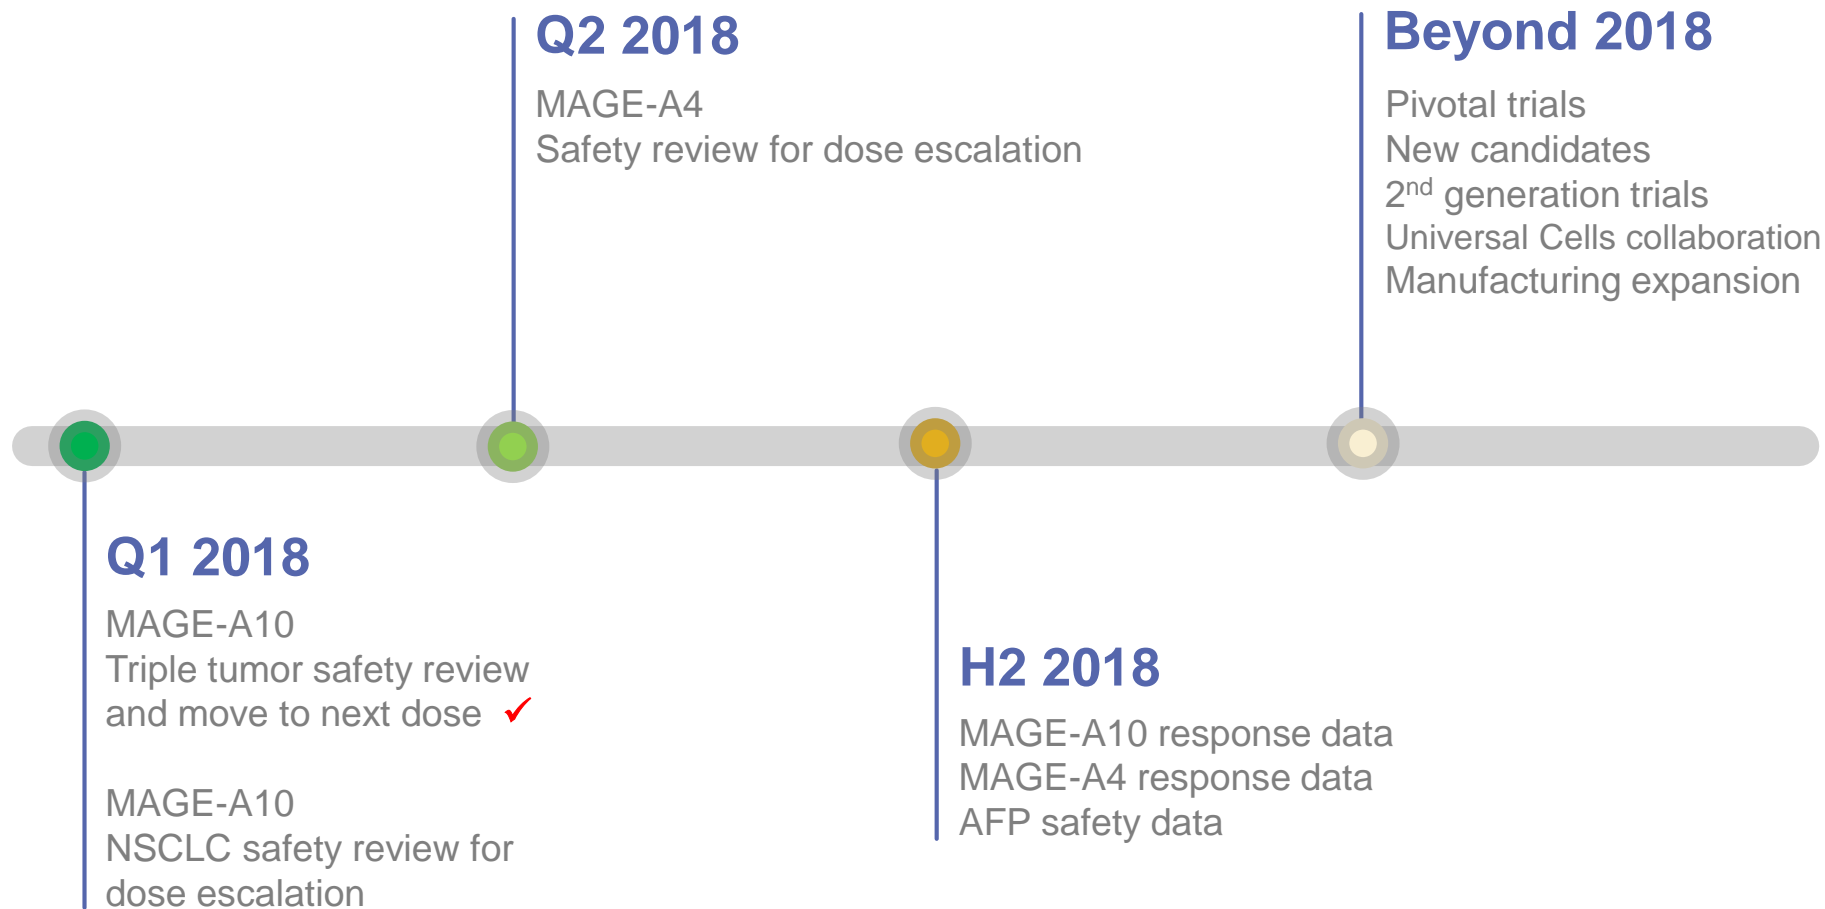 Q1 2018
MAGE-A10
Triple tumor safety review
and move to next dose ✓
MAGE-A10
NSCLC safety review for
dose escalation
Q2 2018
MAGE-A4
Safety review for dose escalation
H2 2018
MAGE-A10 response data
MAGE-A4 response data
AFP safety data
Beyond 2018
Pivotal trials
New candidates
2nd generation trials
Universal Cells collaboration
Manufacturing expansion